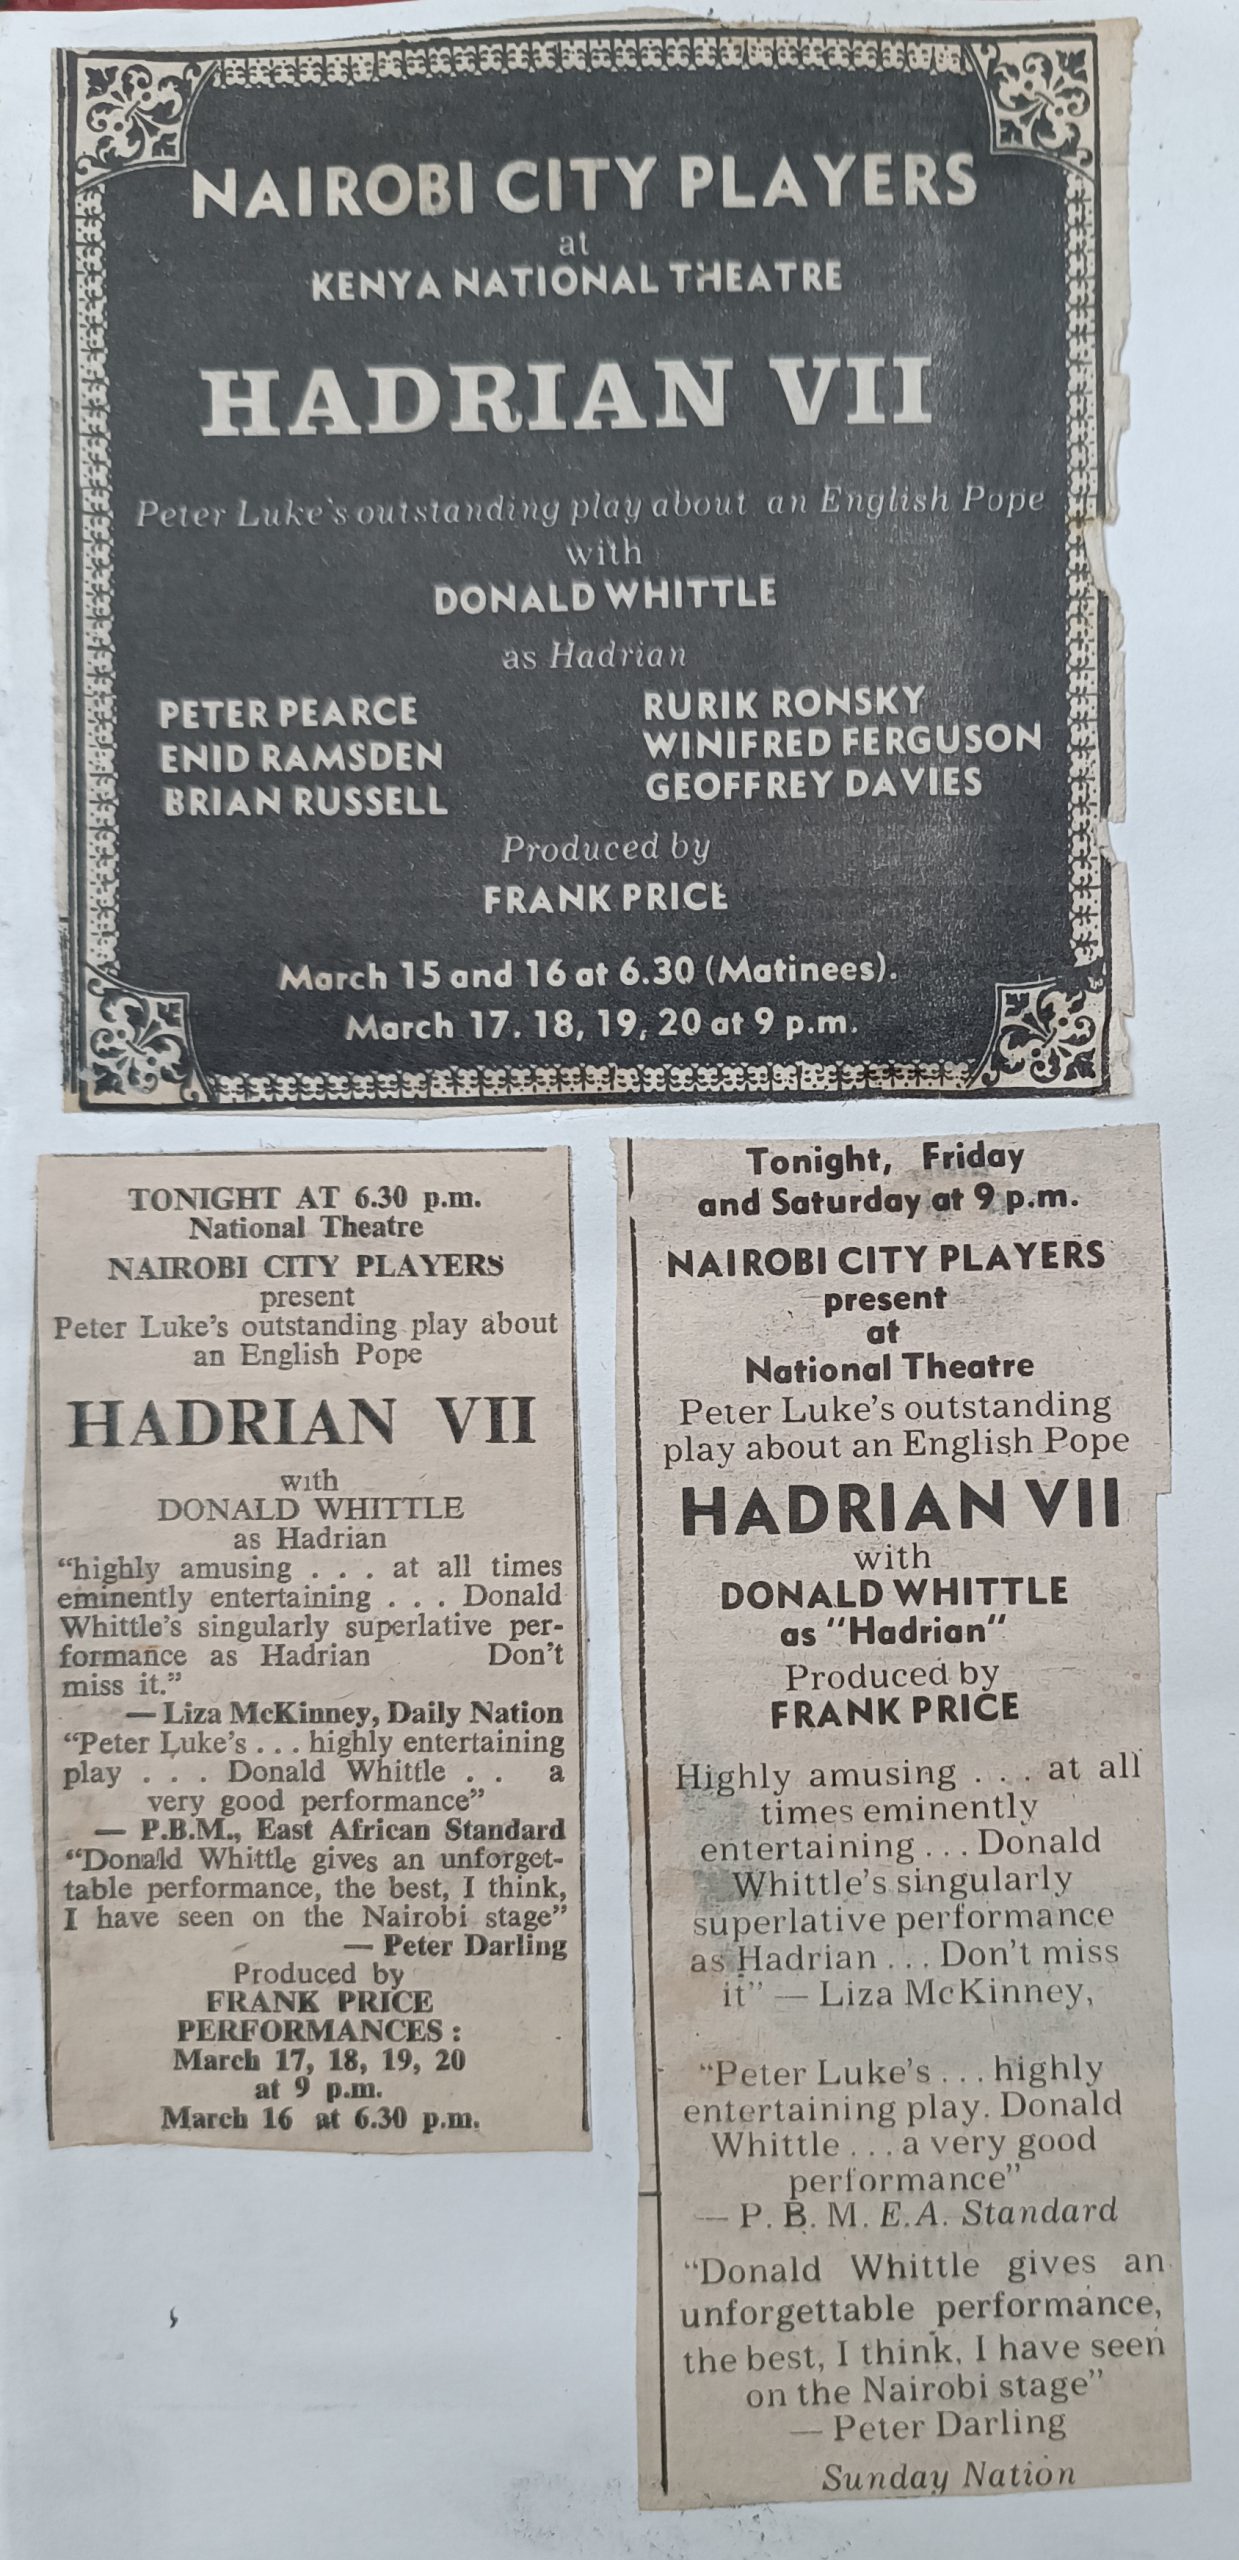 NAIROBI CITY PLAYERS
at
KENYA NATIONAL THEATRE
HADRIAN VII
Peter Luke's outstanding play about an English Pope
with
DONALD WHITTLE
as Hadrian
PETER PEARCE
ENID RAMSDEN
BRIAN RUSSELL
RURIK RONSKY
WINIFRED FERGUSON
GEOFFREY DAVIES
Produced by
FRANK PRICE
March 15 and 16 at 6.30 (Matinees).
March 17. 18, 19, 20 at 9 p.m.
TONIGHT AT 6.30 p.m.
National Theatre
NAIROBI CITY PLAYERS
present
Peter Luke's outstanding play about
an English Pope
HADRIAN VII
with
DONALD WHITTLE
as Hadrian
"highly amusing . . . at all times
eminently entertaining . . . Donald
Whittle's singularly superlative per-
formance as Hadrian Don't
miss it."
— Liza McKinney, Daily Nation
"Peter Luke's . . . highly entertaining
play . . . Donald Whittle . . a
very good performance"
— P.B.M., East African Standard
"Donald Whittle gives an unforget-
table performance, the best, I think,
I have seen on the Nairobi stage"
— Peter Darling
Produced by
FRANK PRICE
PERFORMANCES :
March 17, 18, 19, 20
at 9 p.m.
March 16 at 6.30 p.m.
Tonight, Friday
and Saturday at 9 p.m.
NAIROBI CITY PLAYERS
present
at
National Theatre
Peter Luke's outstanding
play about an English Pope
HADRIAN VII
with
DONALD WHITTLE
as "Hadrian"
Produced by
FRANK PRICE
Highly amusing . . . at all
times eminently
entertaining . . . Donald
Whittle's singularly
superlative performance
as Hadrian . . . Don't miss
it" — Liza McKinney,
"Peter Luke's . . . highly
entertaining play. Donald
Whittle . . . a very good
performance"
— P. B. M. E.A. Standard
"Donald Whittle gives an
unforgettable performance,
the best, I think, I have seen
on the Nairobi stage"
— Peter Darling
Sunday Nation